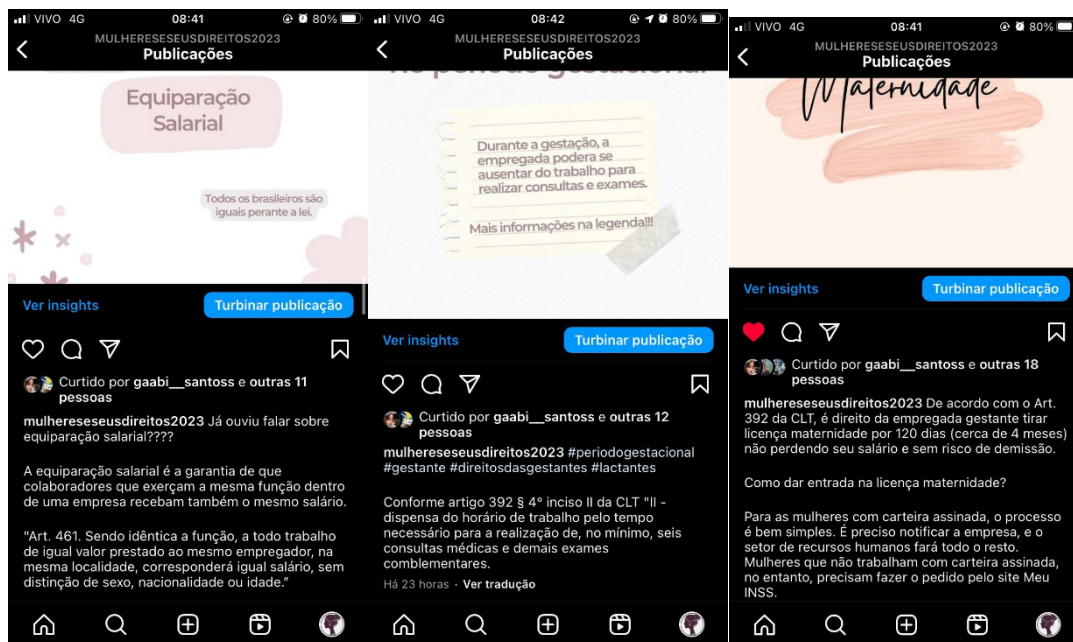 VIVO 4G 08:41 80%
MULHERESESEUSDIREITOS2023
Publicações
Equiparação
Salarial
Todos os brasileiros são
iguais perante a lei.
Ver insights Turbinar publicação
Curtido por gaabi__santoss e outras 11
pessoas
mulhereseseusdireitos2023 Já ouviu falar sobre
equiparação salarial????
A equiparação salarial é a garantia de que
colaboradores que exerçam a mesma função dentro
de uma empresa recebam também o mesmo salário.
"Art. 461. Sendo idêntica a função, a todo trabalho
de igual valor prestado ao mesmo empregador, na
mesma localidade, corresponderá igual salário, sem
distinção de sexo, nacionalidade ou idade."
VIVO 4G 08:42 80%
MULHERESESEUSDIREITOS2023
Publicações
no período gestacional
Durante a gestação, a
empregada podera se
ausentar do trabalho para
realizar consultas e exames.
Mais informações na legenda!!!
Ver insights Turbinar publicação
Curtido por gaabi__santoss e outras 12
pessoas
mulhereseseusdireitos2023 #periodogestacional
#gestante #direitosdasgestantes #lactantes
Conforme artigo 392 § 4º inciso II da CLT "II -
dispensa do horário de trabalho pelo tempo
necessário para a realização de, no mínimo, seis
consultas médicas e demais exames
comblementares.
Há 23 horas · Ver tradução
VIVO 4G 08:41 80%
MULHERESESEUSDIREITOS2023
Publicações
Maternidade
Ver insights Turbinar publicação
Curtido por gaabi__santoss e outras 18
pessoas
mulhereseseusdireitos2023 De acordo com o Art.
392 da CLT, é direito da empregada gestante tirar
licença maternidade por 120 dias (cerca de 4 meses)
não perdendo seu salário e sem risco de demissão.
Como dar entrada na licença maternidade?
Para as mulheres com carteira assinada, o processo
é bem simples. É preciso notificar a empresa, e o
setor de recursos humanos fará todo o resto.
Mulheres que não trabalham com carteira assinada,
no entanto, precisam fazer o pedido pelo site Meu
INSS.